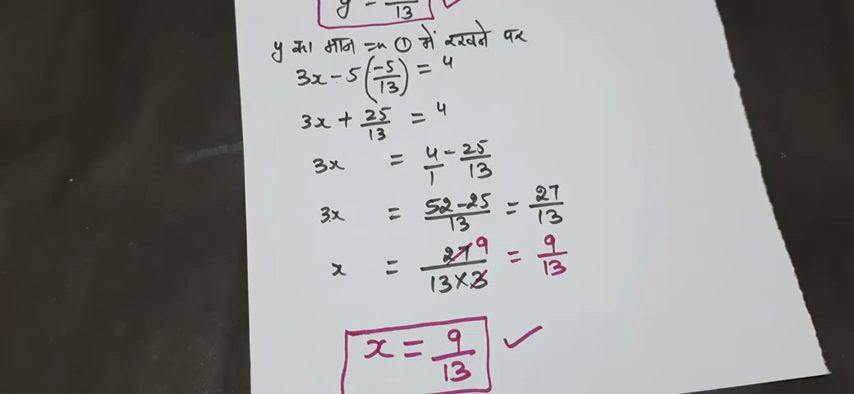 y = 13
y का मान =n ① में रखने पर
3x - 5(-5/13) = 4
3x + 25/13 = 4
3x = 4/1 - 25/13
3x = 52-25/13 = 27/13
x = 27 9/13×3 = 9/13
x = 9/13 ✓